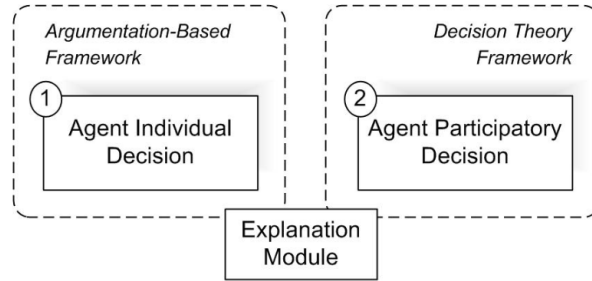 Argumentation-Based
Framework
1
Agent Individual
Decision
Decision Theory
Framework
2
Agent Participatory
Decision
Explanation
Module